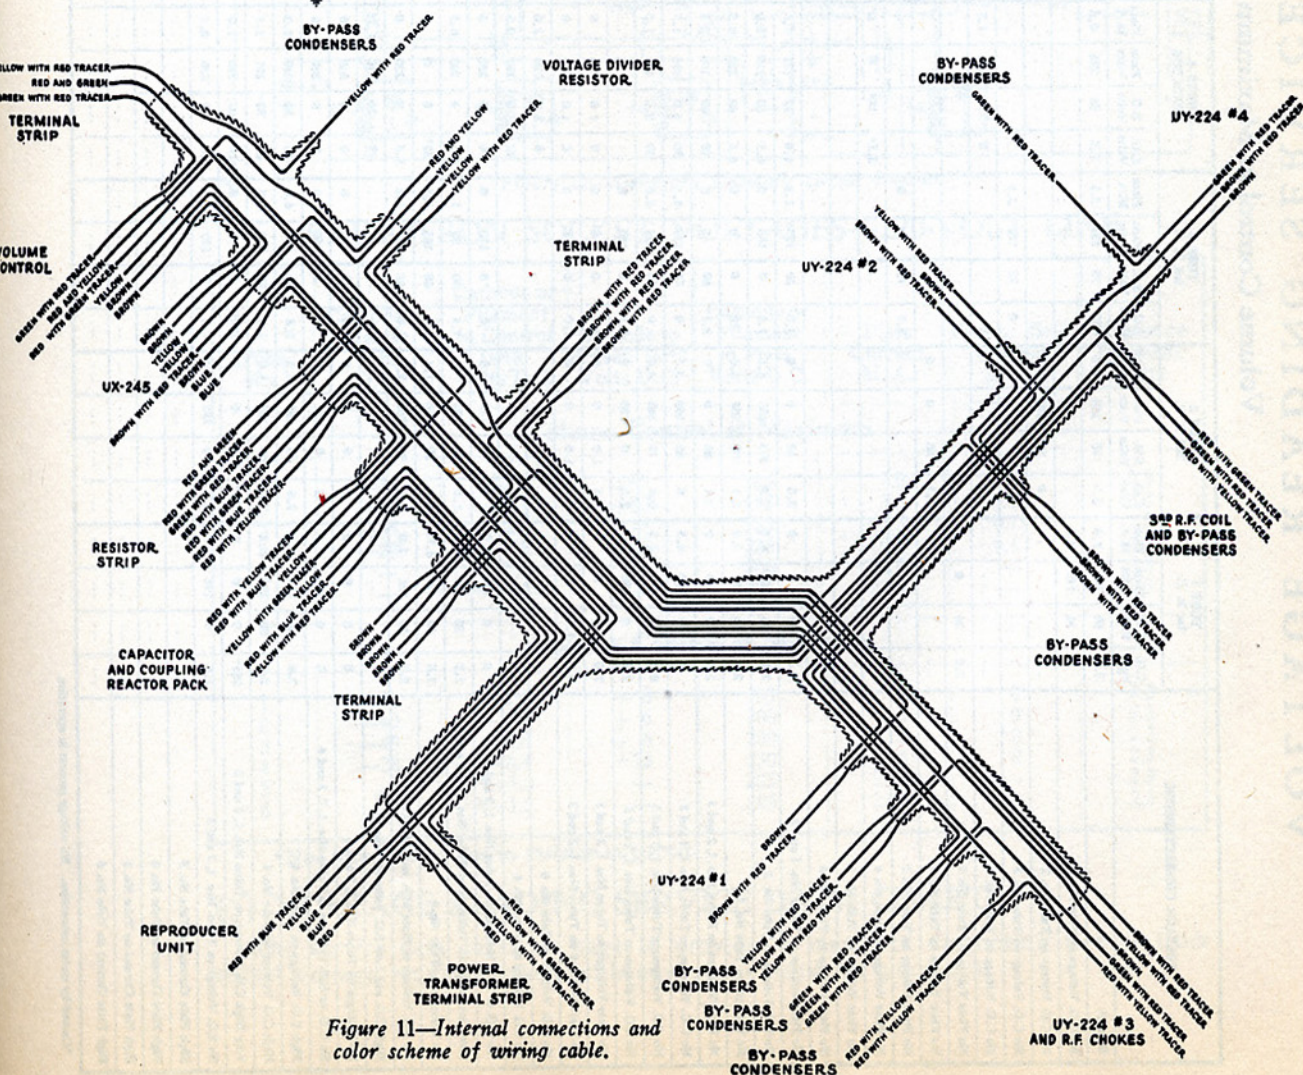 BY-PASS
CONDENSERS
YELLOW WITH RED TRACER
YELLOW WITH RED TRACER
RED AND GREEN
GREEN WITH RED TRACER
TERMINAL
STRIP
VOLTAGE DIVIDER
RESISTOR
RED AND YELLOW
YELLOW
YELLOW
YELLOW WITH RED TRACER
BY-PASS
CONDENSERS
GREEN WITH RED TRACER
UY-224 #4
GREEN WITH RED TRACER
BROWN WITH RED TRACER
BROWN
VOLUME
CONTROL
GREEN WITH RED TRACER
RED AND YELLOW
RED WITH GREEN TRACER
YELLOW
BROWN
BROWN
TERMINAL
STRIP
BROWN WITH RED TRACER
BROWN WITH RED TRACER
BROWN WITH RED TRACER
BROWN WITH RED TRACER
UY-224 #2
YELLOW WITH RED TRACER
BROWN
BROWN WITH RED TRACER
UX-245
BROWN
BROWN
YELLOW
YELLOW
BROWN WITH RED TRACER
BROWN
BLUE
BLUE
RESISTOR
STRIP
RED AND GREEN
RED WITH GREEN TRACER
GREEN WITH RED TRACER
RED WITH BLUE TRACER
RED WITH GREEN TRACER
RED WITH BLUE TRACER
RED WITH YELLOW TRACER
3RD R.F. COIL
AND BY-PASS
CONDENSERS
RED WITH GREEN TRACER
GREEN WITH RED TRACER
RED WITH YELLOW TRACER
CAPACITOR
AND COUPLING
REACTOR PACK
RED WITH YELLOW TRACER
RED WITH BLUE TRACER
YELLOW
YELLOW WITH GREEN TRACER
YELLOW
RED WITH BLUE TRACER
YELLOW WITH RED TRACER
TERMINAL
STRIP
BROWN
BROWN
BROWN
BROWN
BROWN
BY-PASS
CONDENSERS
BROWN WITH RED TRACER
BROWN WITH RED TRACER
BROWN WITH RED TRACER
UY-224 #1
BROWN
BROWN WITH RED TRACER
REPRODUCER
UNIT
RED WITH BLUE TRACER
YELLOW
BLUE
BLUE
RED
POWER
TRANSFORMER
TERMINAL STRIP
RED WITH BLUE TRACER
YELLOW WITH GREEN TRACER
YELLOW WITH RED TRACER
RED
BY-PASS
CONDENSERS
YELLOW WITH RED TRACER
YELLOW WITH RED TRACER
YELLOW WITH RED TRACER
BY-PASS
CONDENSERS
GREEN WITH RED TRACER
GREEN WITH RED TRACER
GREEN WITH RED TRACER
BY-PASS
CONDENSERS
RED WITH YELLOW TRACER
RED WITH YELLOW TRACER
UY-224 #3
AND R.F. CHOKES
BROWN WITH RED TRACER
YELLOW WITH RED TRACER
BROWN
GREEN WITH RED TRACER
RED WITH YELLOW TRACER
Figure 11—Internal connections and
color scheme of wiring cable.